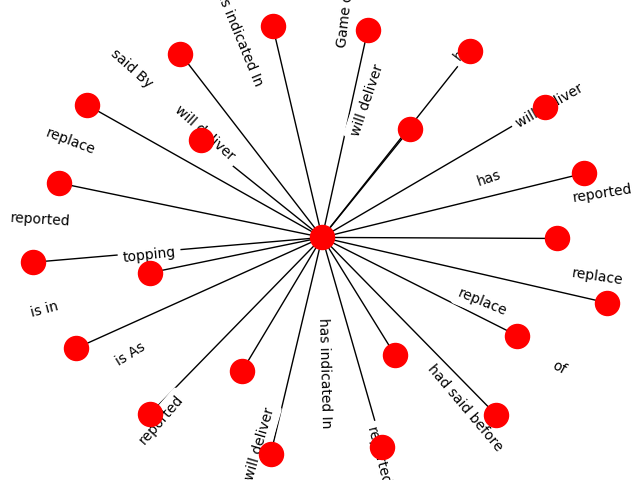 Game
s indicated In
said By
will deliver
will deliver
will deliver
replace
has
reported
reported
topping
replace
replace
is in
is As
has indicated In
of
had said before
reported
will deliver
reported